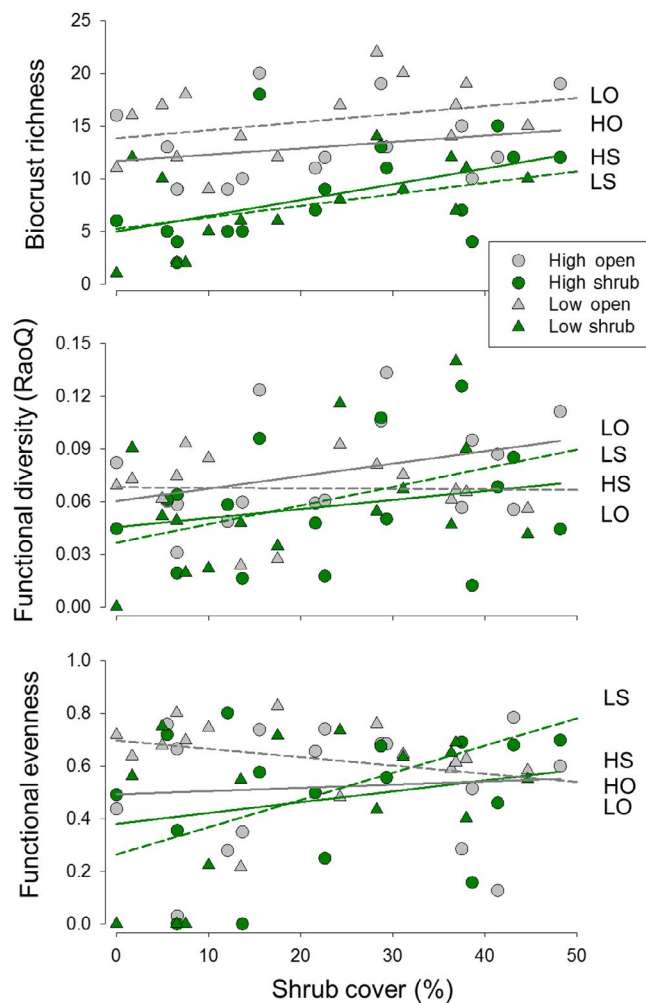 25
20
15
10
5
0
Biocrust richness
LO
HO
HS
LS
High open
High shrub
Low open
Low shrub
0.15
0.12
0.09
0.06
0.03
0.00
Functional diversity (RaoQ)
LO
LS
HS
LO
1.0
0.8
0.6
0.4
0.2
0.0
Functional evenness
LS
HS
HO
LO
0 10 20 30 40 50
Shrub cover (%)